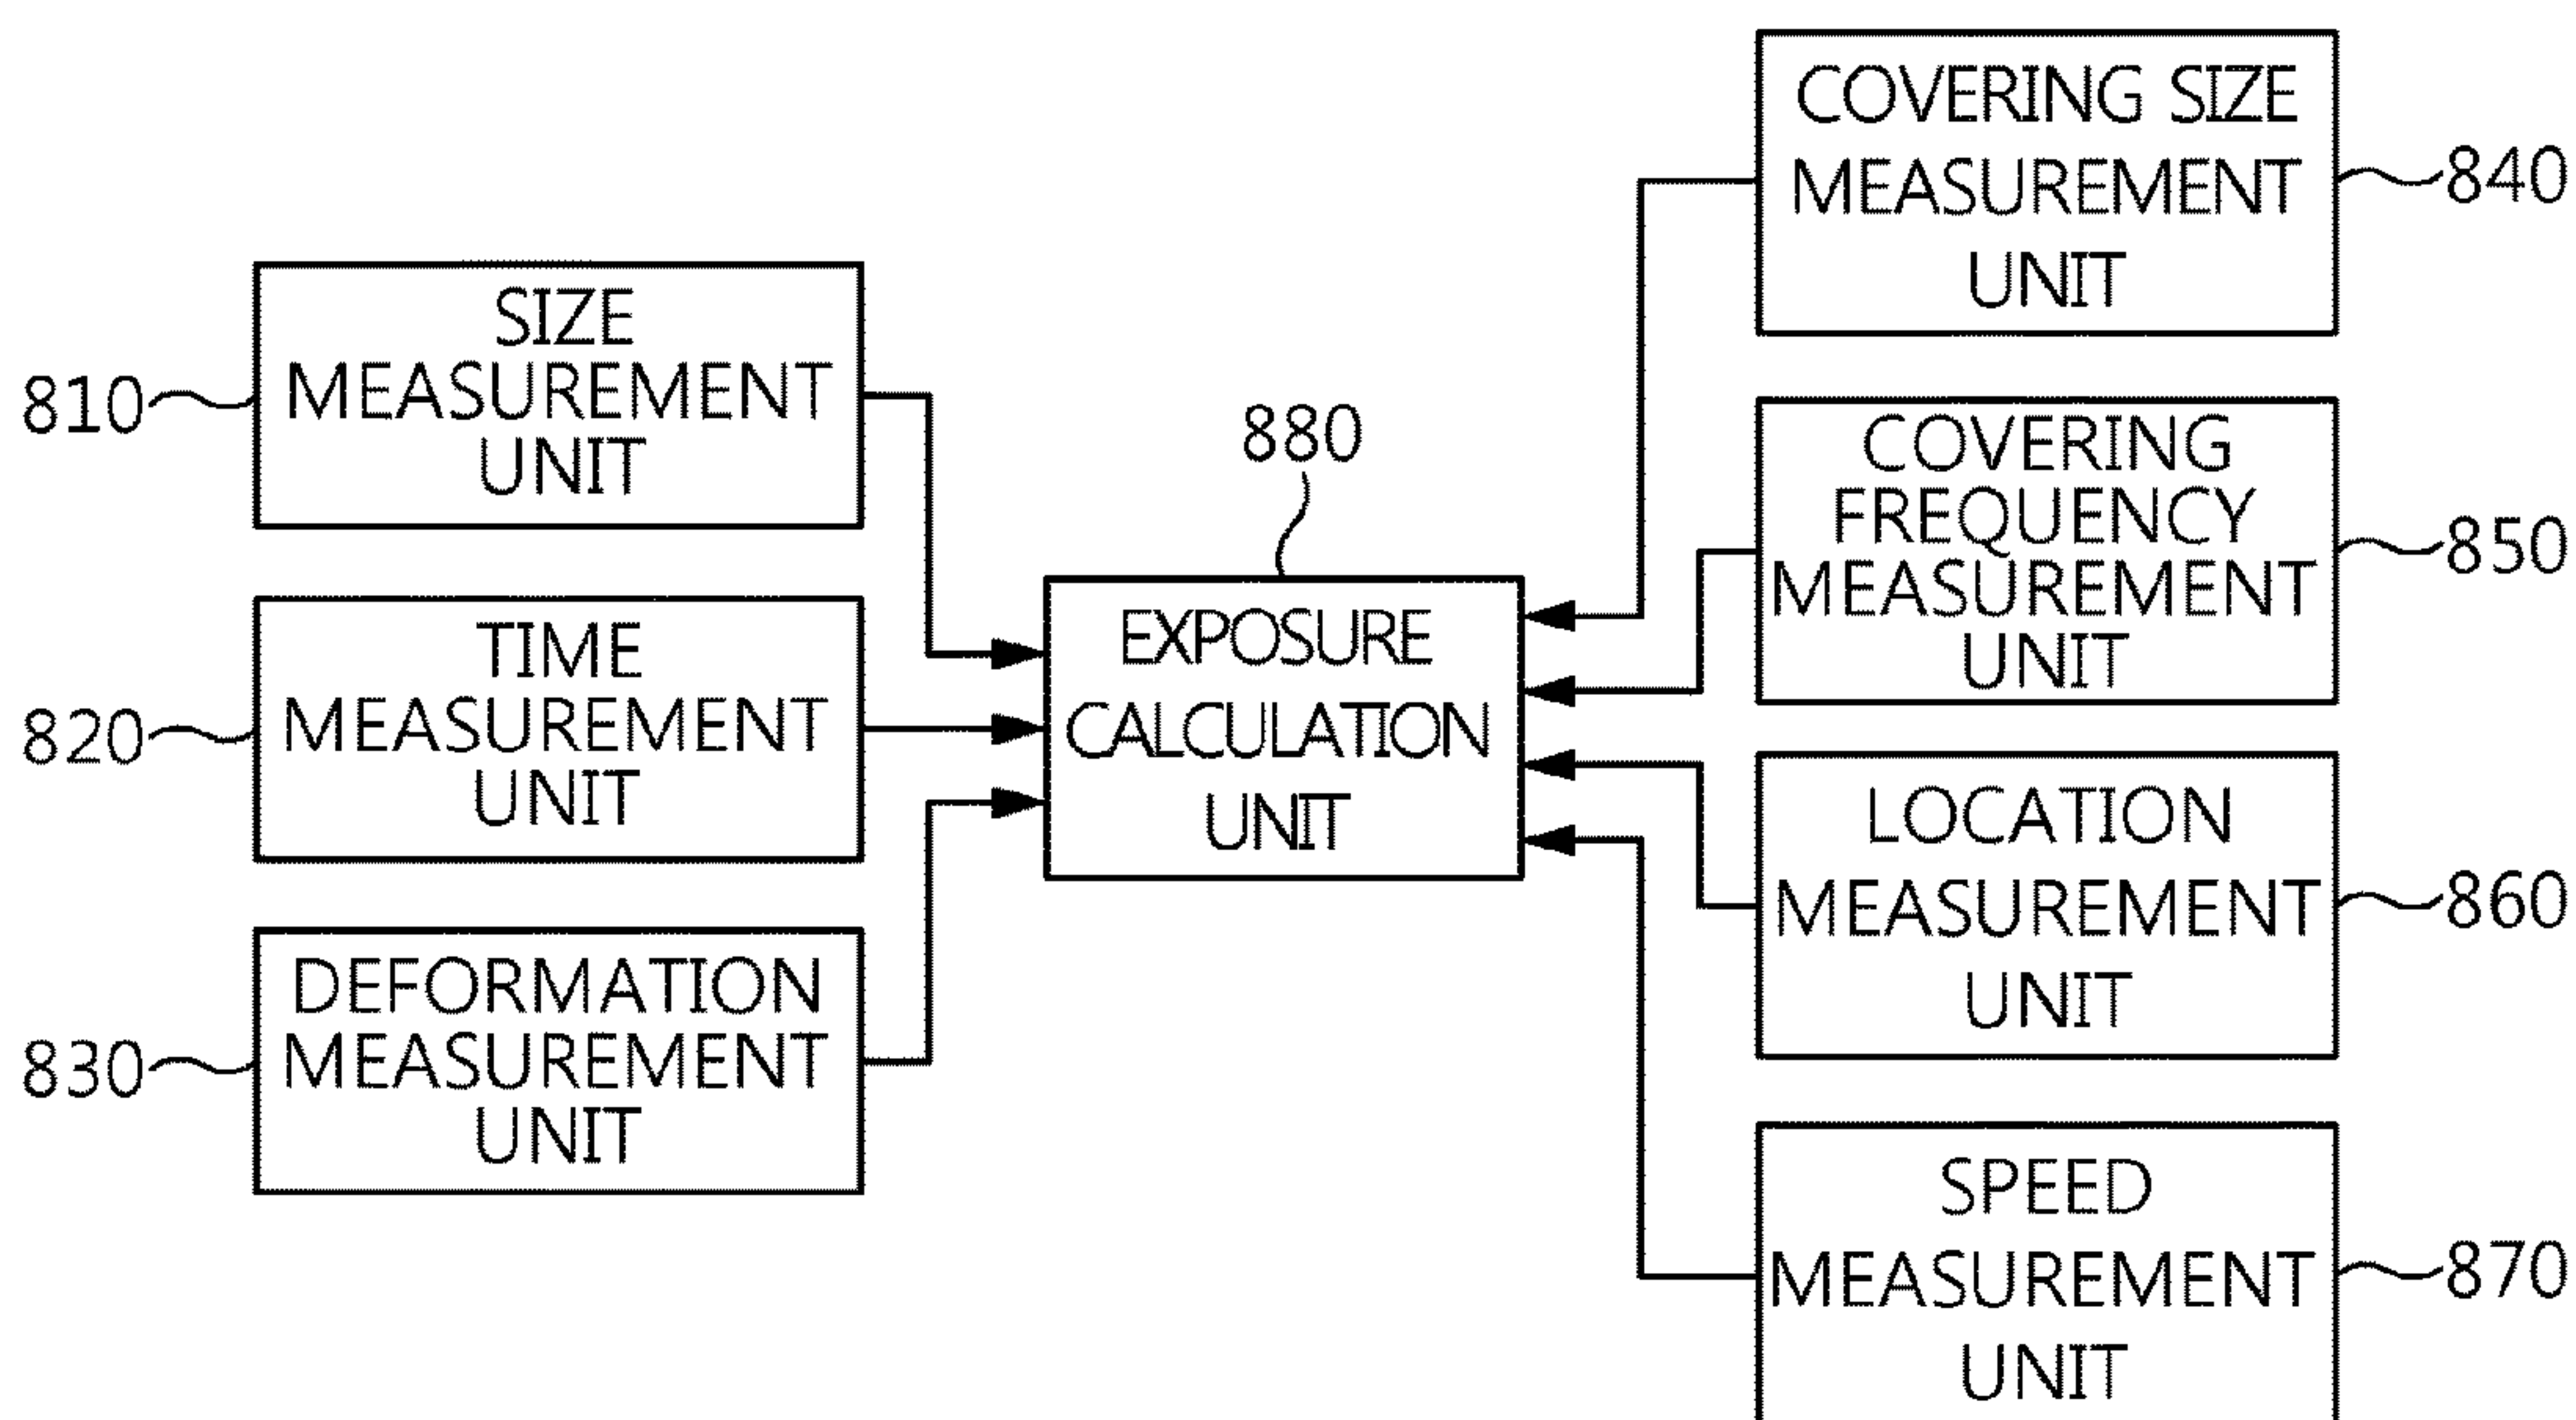 810
SIZE
MEASUREMENT
UNIT
820
TIME
MEASUREMENT
UNIT
830
DEFORMATION
MEASUREMENT
UNIT
880
EXPOSURE
CALCULATION
UNIT
COVERING SIZE
MEASUREMENT
UNIT
840
COVERING
FREQUENCY
MEASUREMENT
UNIT
850
LOCATION
MEASUREMENT
UNIT
860
SPEED
MEASUREMENT
UNIT
870